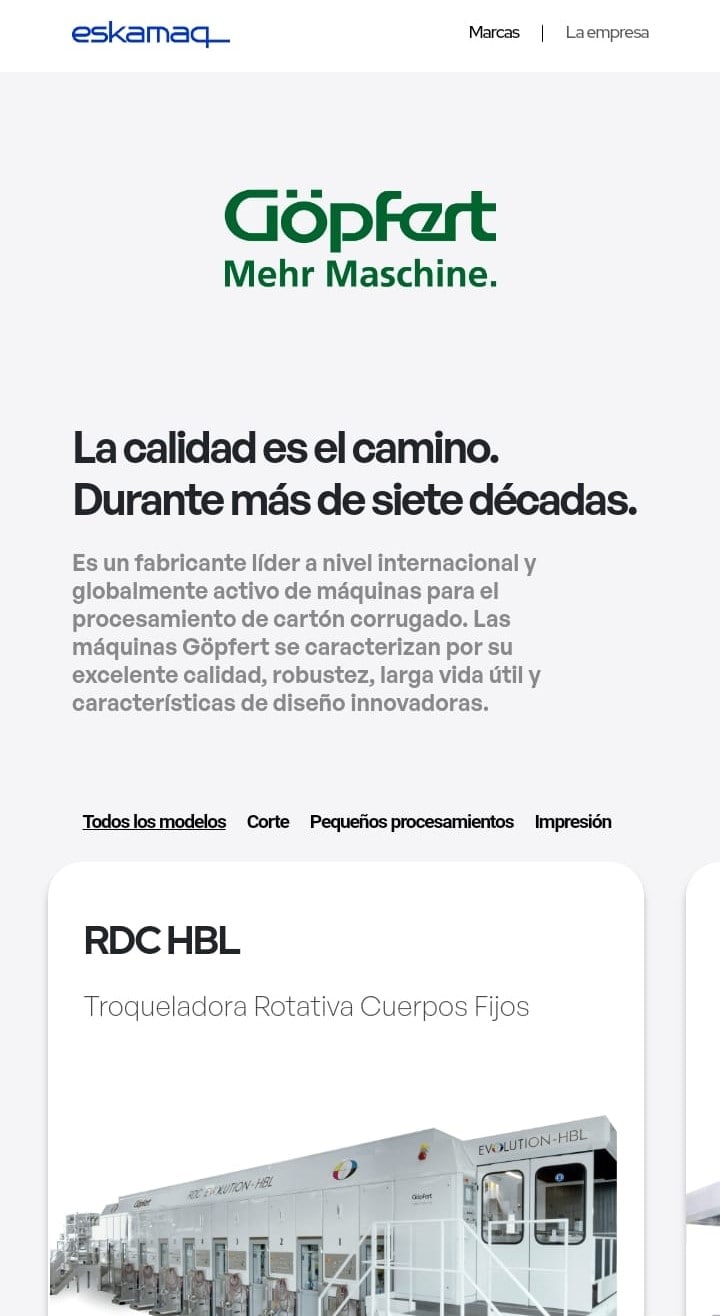 eskamaq
Marcas | La empresa
Göpfert
Mehr Maschine.
La calidad es el camino.
Durante más de siete décadas.
Es un fabricante líder a nivel internacional y
globalmente activo de máquinas para el
procesamiento de cartón corrugado. Las
máquinas Göpfert se caracterizan por su
excelente calidad, robustez, larga vida útil y
características de diseño innovadoras.
Todos los modelos Corte Pequeños procesamientos Impresión
RDC HBL
Troqueladora Rotativa Cuerpos Fijos
EVOLUTION-HBL
Göpfert RDC EVOLUTION-HBL
Göpfert